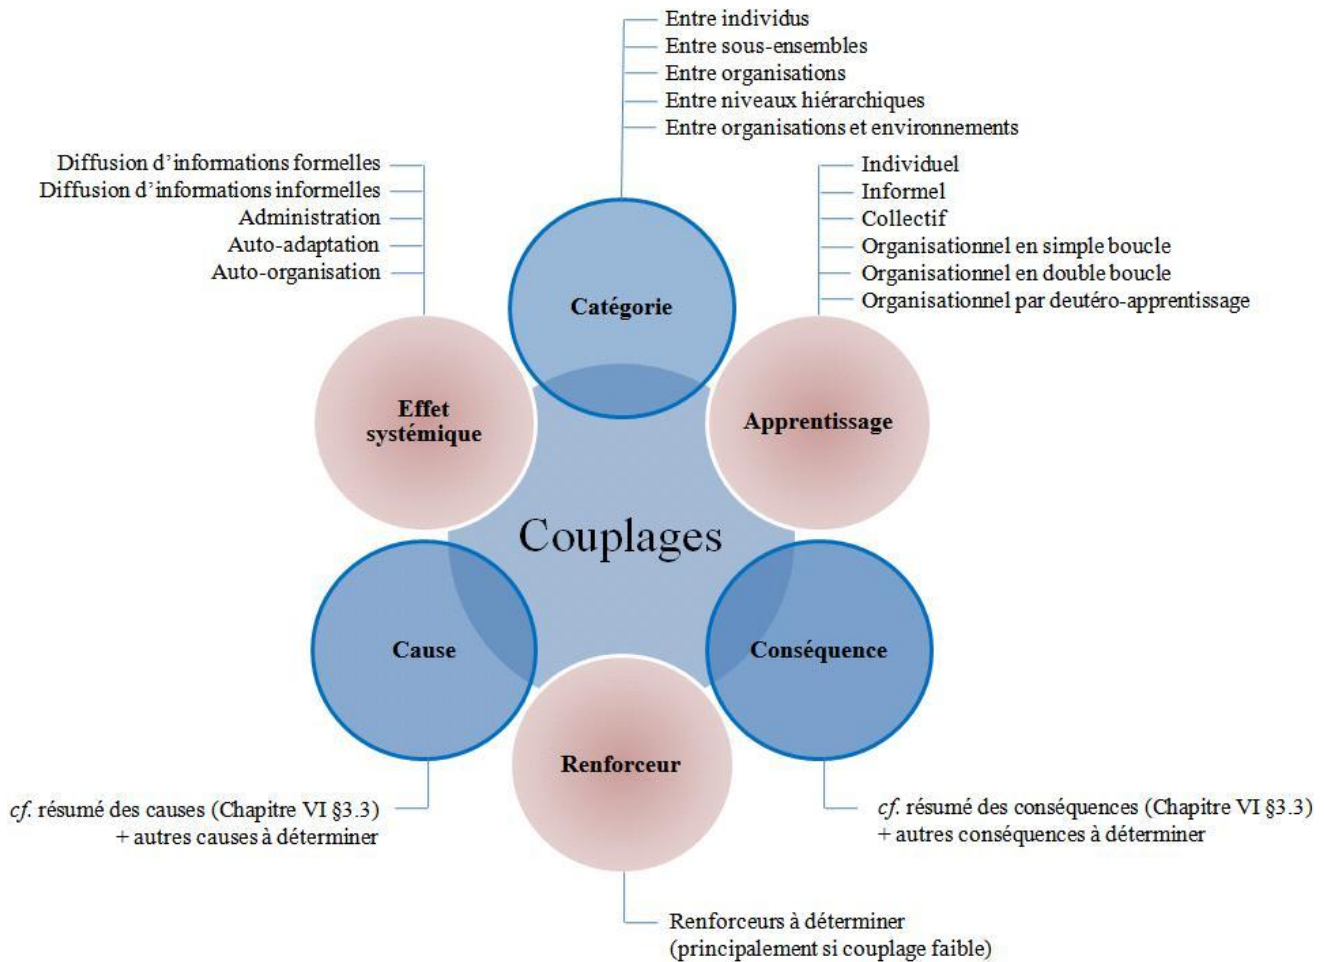 Entre individus
Entre sous-ensembles
Entre organisations
Entre niveaux hiérarchiques
Entre organisations et environnements
Diffusion d’informations formelles
Diffusion d’informations informelles
Administration
Auto-adaptation
Auto-organisation
Individuel
Informel
Collectif
Organisationnel en simple boucle
Organisationnel en double boucle
Organisationnel par deutéro-apprentissage
Catégorie
Effet
systémique
Apprentissage
Couplages
Cause
Conséquence
Renforceur
cf. résumé des causes (Chapitre VI §3.3)
+ autres causes à déterminer
cf. résumé des conséquences (Chapitre VI §3.3)
+ autres conséquences à déterminer
Renforceurs à déterminer
(principalement si couplage faible)